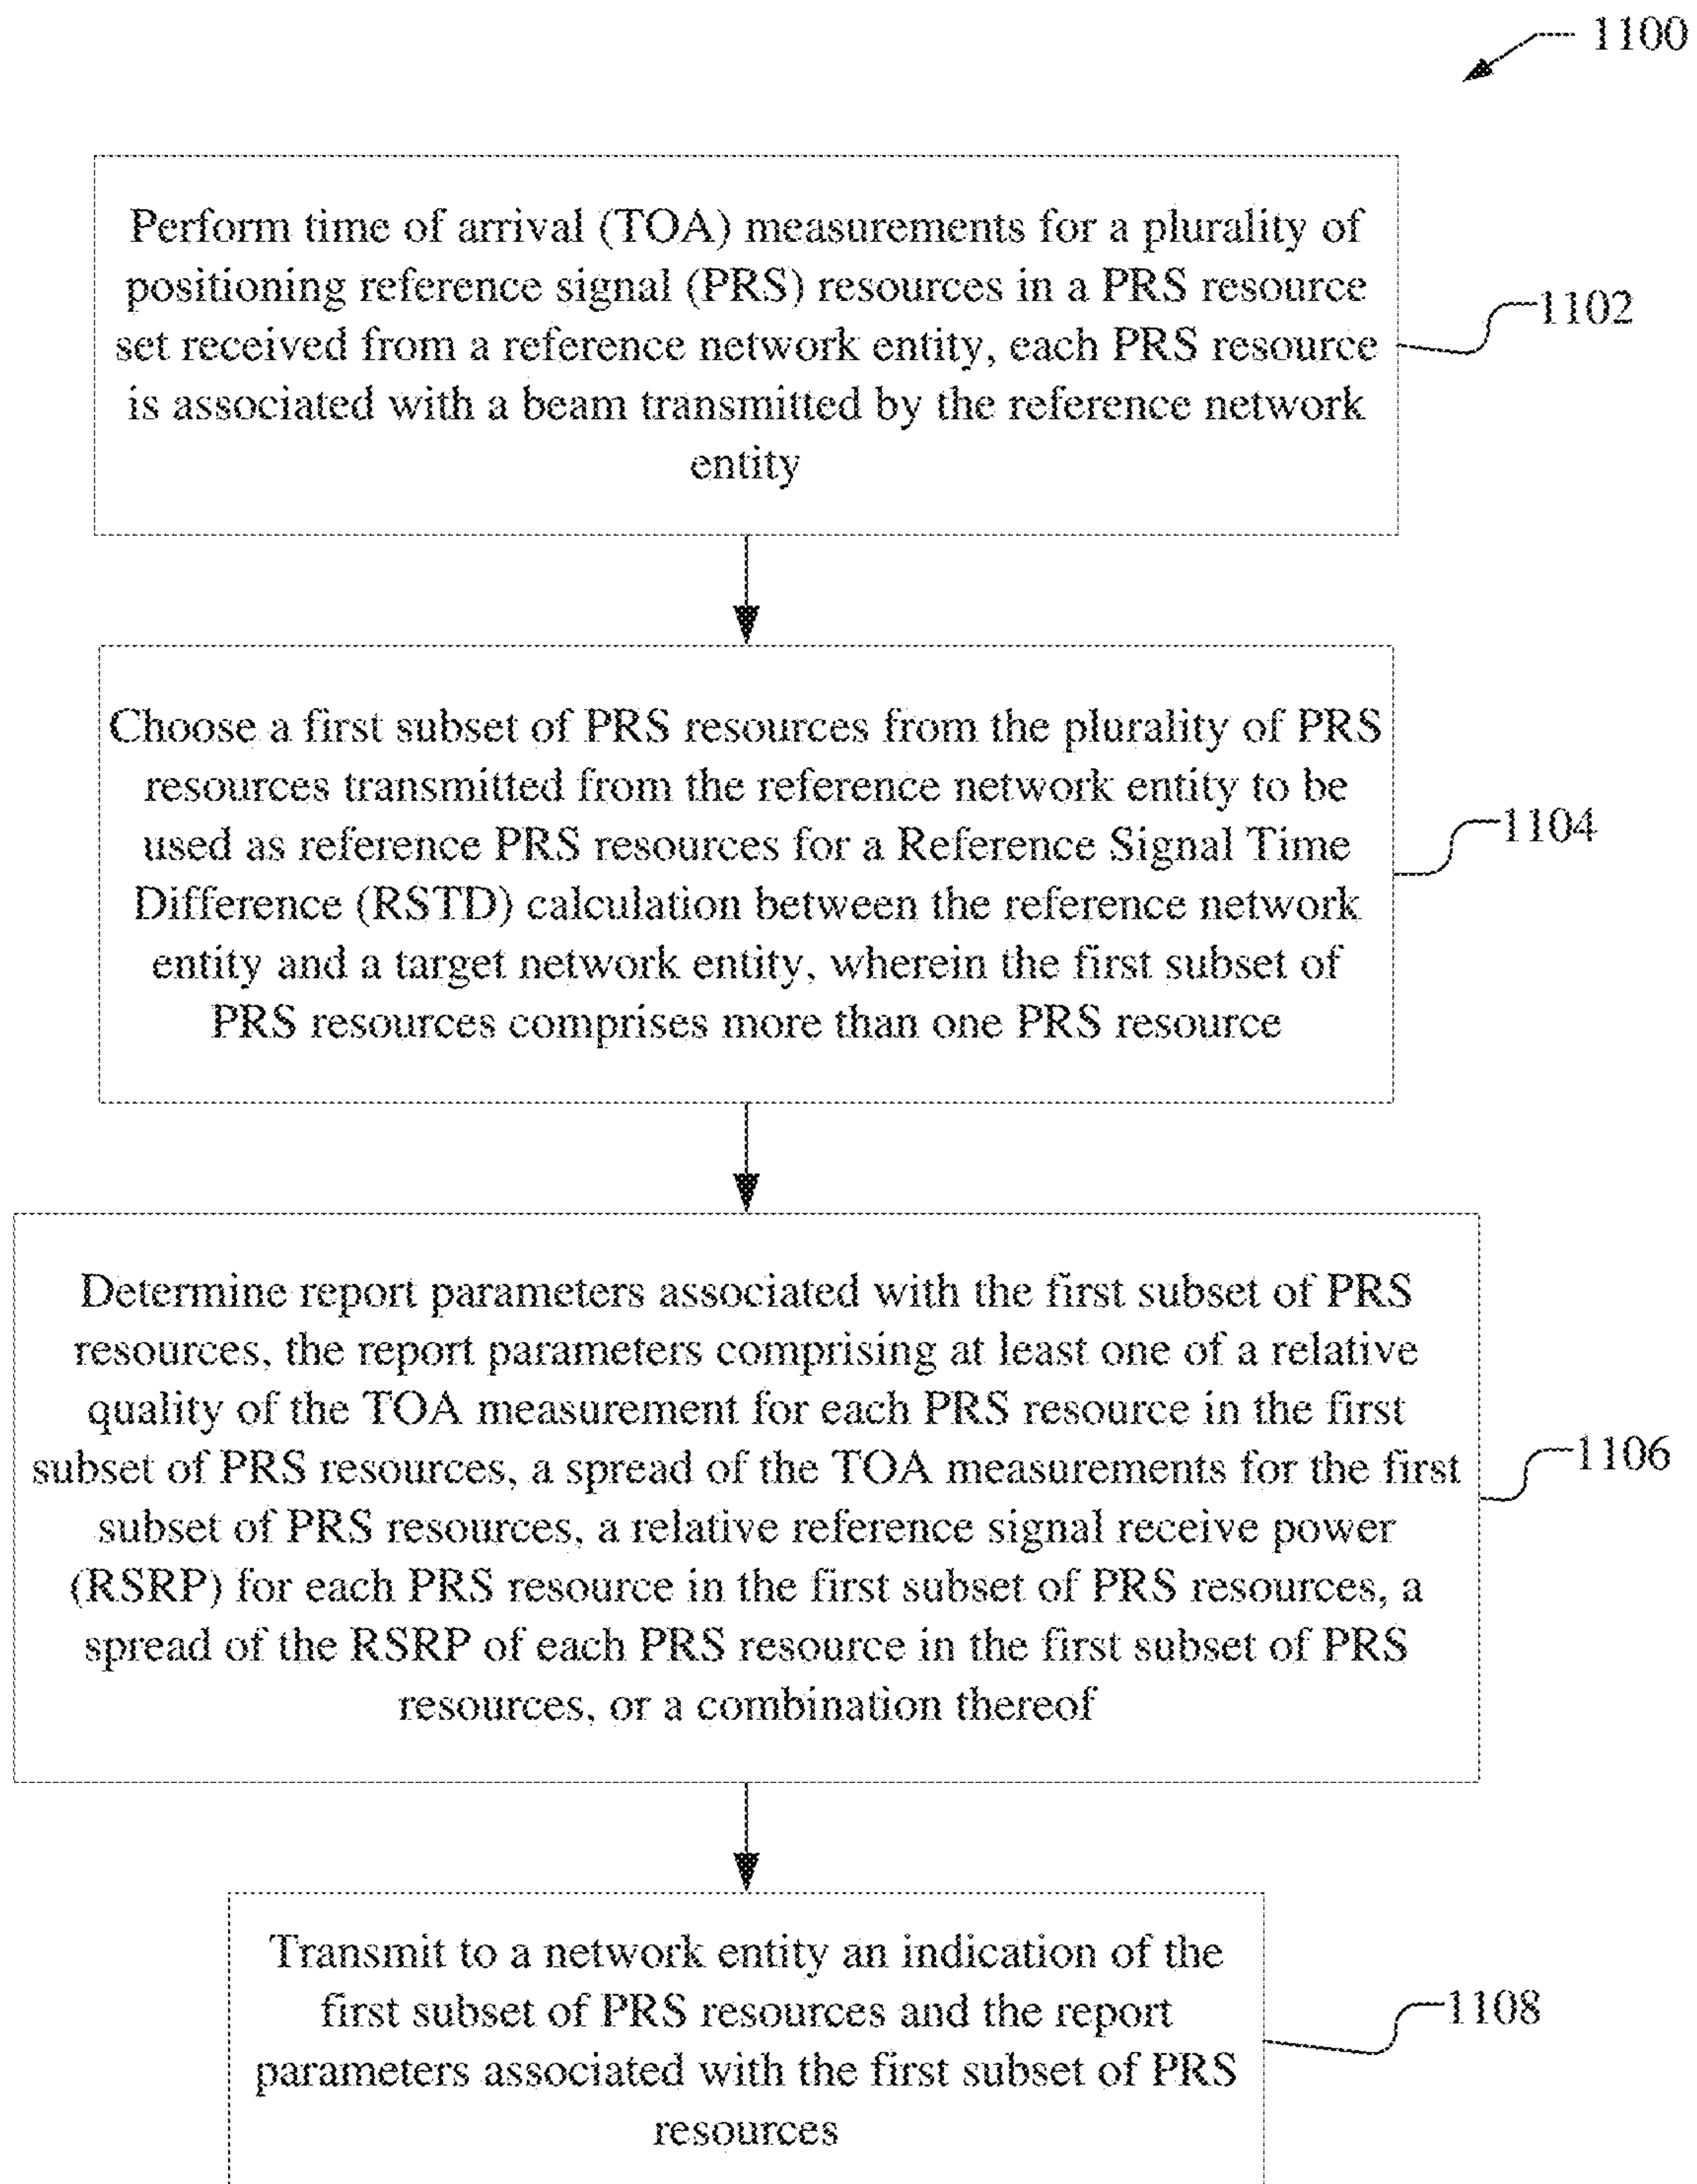 1100
Perform time of arrival (TOA) measurements for a plurality of
positioning reference signal (PRS) resources in a PRS resource
set received from a reference network entity, each PRS resource
is associated with a beam transmitted by the reference network
entity
1102
Choose a first subset of PRS resources from the plurality of PRS
resources transmitted from the reference network entity to be
used as reference PRS resources for a Reference Signal Time
Difference (RSTD) calculation between the reference network
entity and a target network entity, wherein the first subset of
PRS resources comprises more than one PRS resource
1104
Determine report parameters associated with the first subset of PRS
resources, the report parameters comprising at least one of a relative
quality of the TOA measurement for each PRS resource in the first
subset of PRS resources, a spread of the TOA measurements for the first
subset of PRS resources, a relative reference signal receive power
(RSRP) for each PRS resource in the first subset of PRS resources, a
spread of the RSRP of each PRS resource in the first subset of PRS
resources, or a combination thereof
1106
Transmit to a network entity an indication of the
first subset of PRS resources and the report
parameters associated with the first subset of PRS
resources
1108